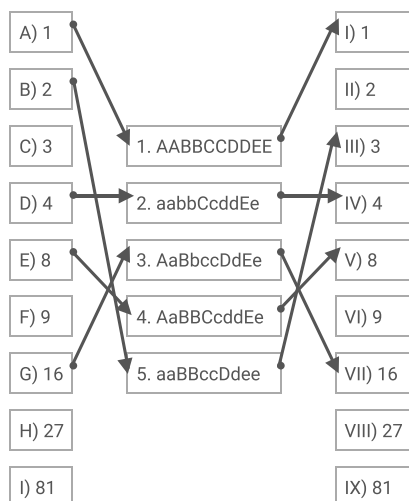 A) 1
B) 2
C) 3
D) 4
E) 8
F) 9
G) 16
H) 27
I) 81
1. AABBCCDDEE
2. aabbCcddEe
3. AaBbccDdEe
4. AaBBCcddEe
5. aaBBccDdee
I) 1
II) 2
III) 3
IV) 4
V) 8
VI) 9
VII) 16
VIII) 27
IX) 81